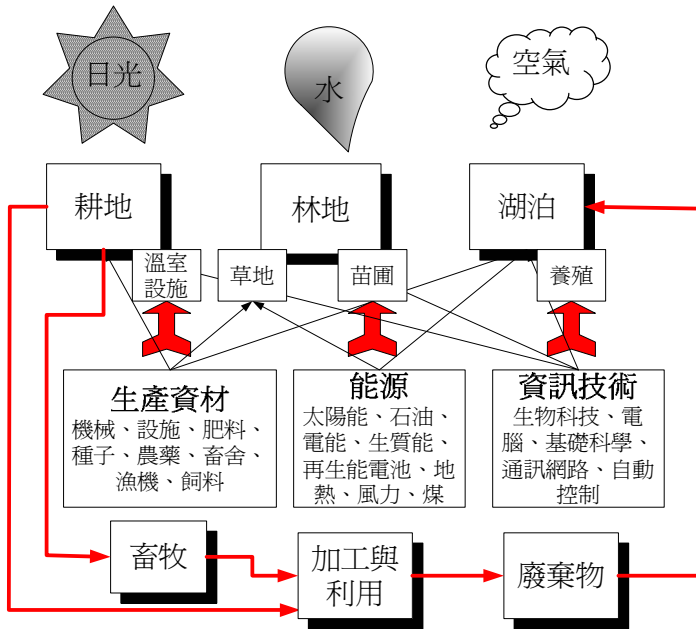 日光
水
空氣
耕地
林地
湖泊
溫室
設施
草地
苗圃
養殖
生產資材
機械、設施、肥料、
種子、農藥、畜舍、
漁機、飼料
能源
太陽能、石油、
電能、生質能、
再生能電池、地
熱、風力、煤
資訊技術
生物科技、電
腦、基礎科學、
通訊網路、自動
控制
畜牧
加工與
利用
廢棄物